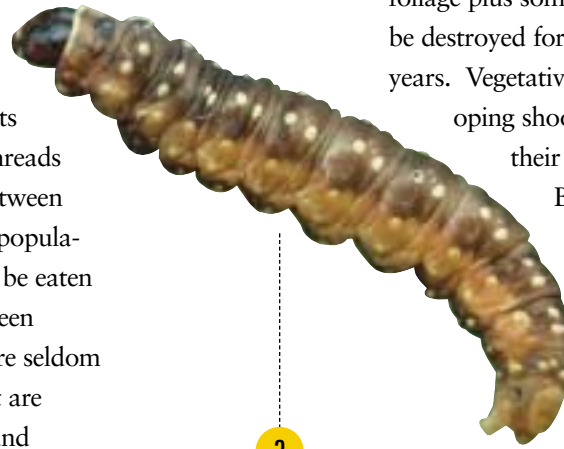 ts
reads
tween
popula-
be eaten
een
re seldom
are
nd
foliage plus som
be destroyed for
years. Vegetativ
oping shoo
their
B